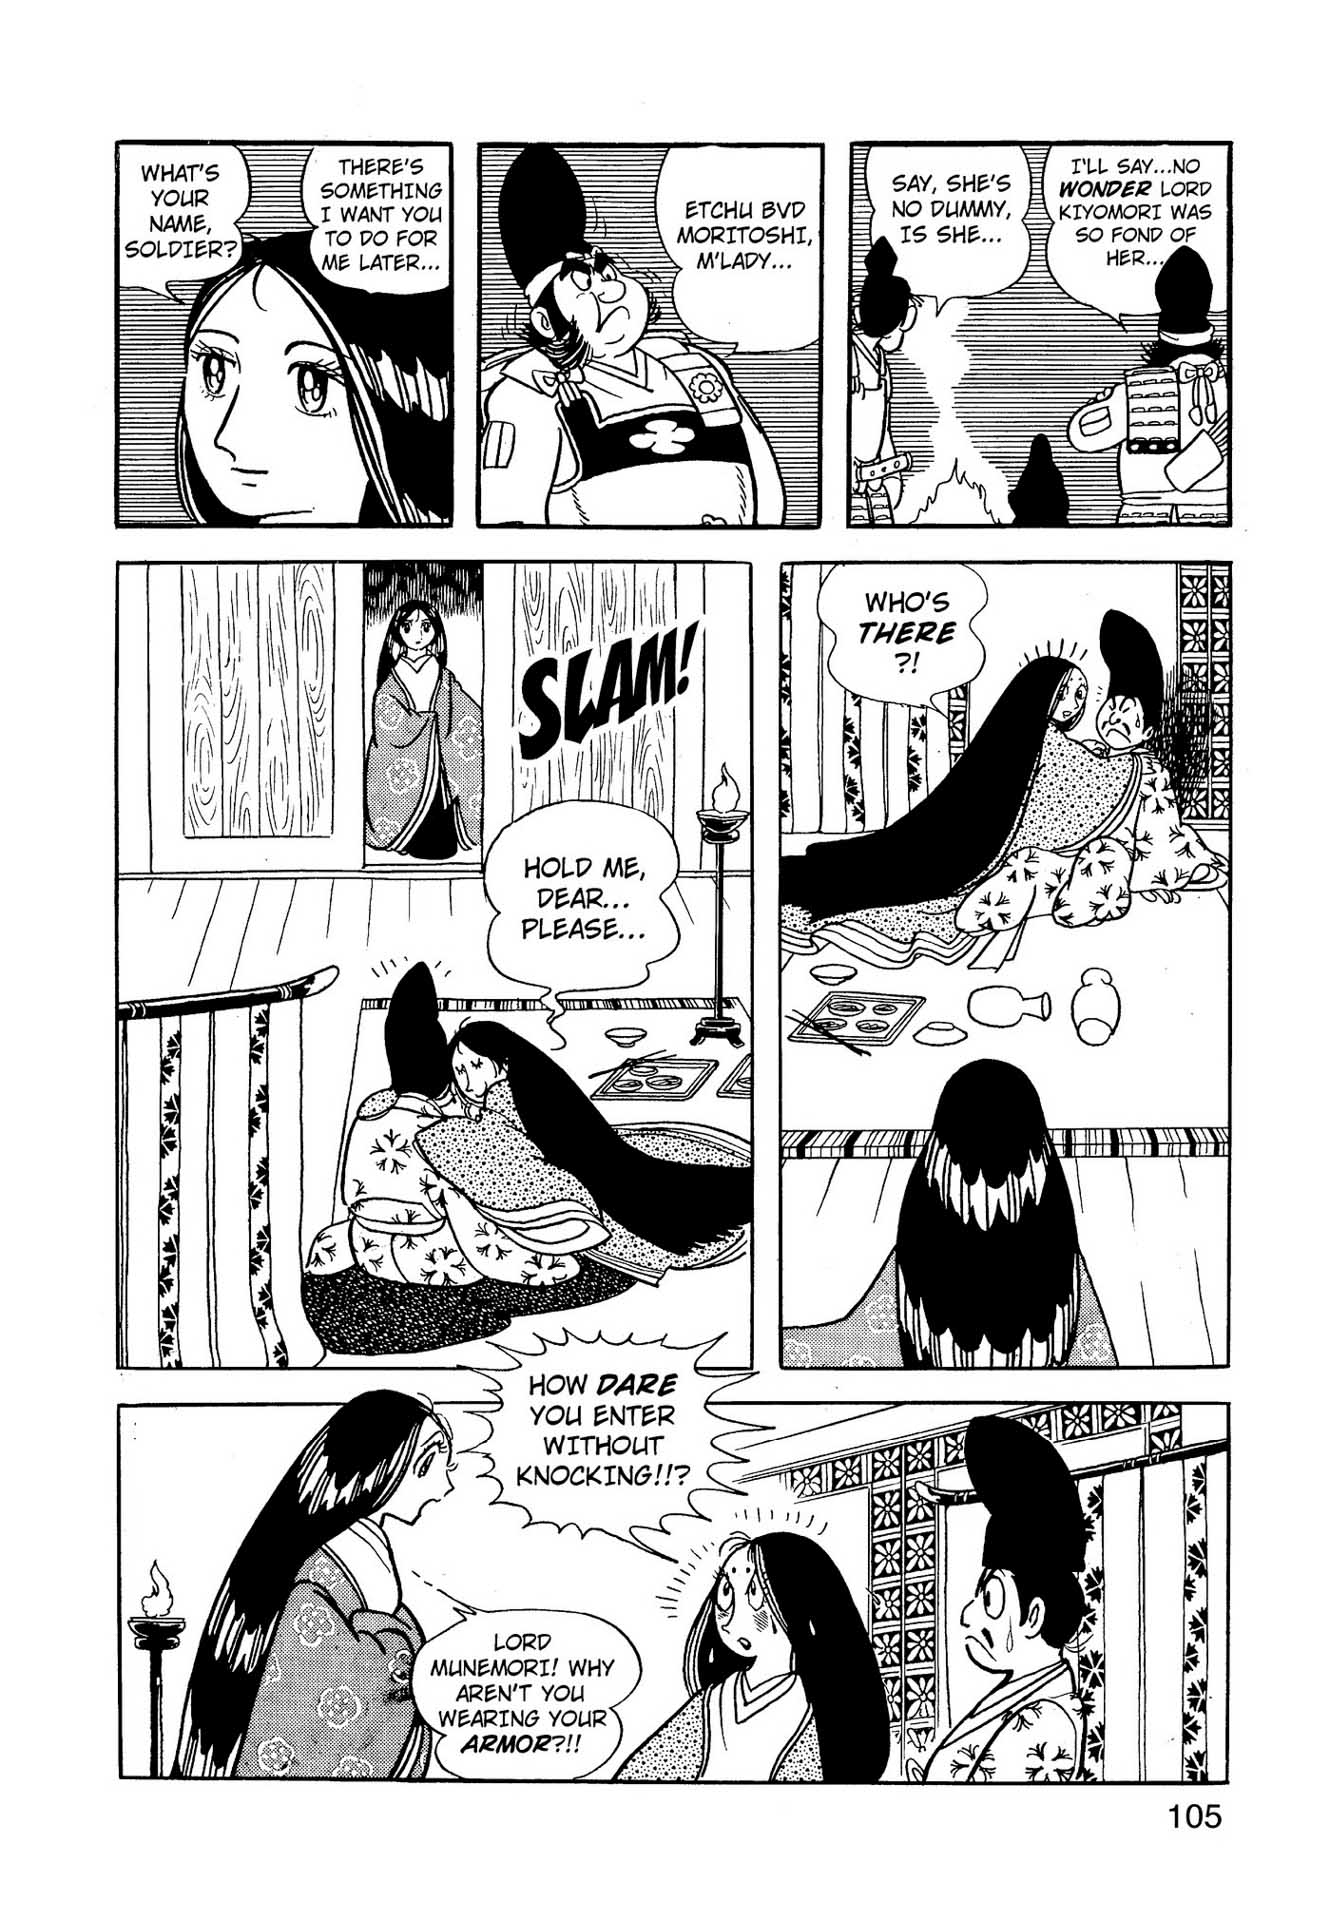 WHAT'S
YOUR
NAME,
SOLDIER?
THERE'S
SOMETHING
I WANT YOU
TO DO FOR
ME LATER...
ETCHU BVD
MORITOSHI,
M'LADY...
SAY, SHE'S
NO DUMMY,
IS SHE...
I'LL SAY...NO
WONDER LORD
KIYOMORI WAS
SO FOND OF
HER...
SLAM!
HOLD ME,
DEAR...
PLEASE...
WHO'S
THERE
?!
HOW DARE
YOU ENTER
WITHOUT
KNOCKING!!?
LORD
MUNEMORI! WHY
AREN'T YOU
WEARING YOUR
ARMOR?!!
105